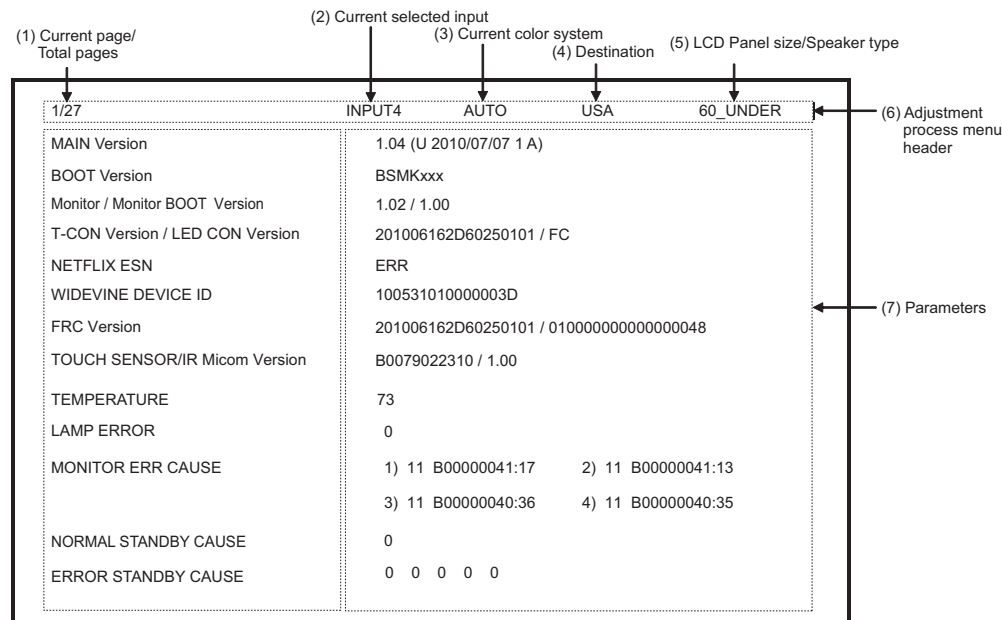 (2) Current selected input
(1) Current page/
Total pages
(3) Current color system
(4) Destination
(5) LCD Panel size/Speaker type
1/27 INPUT4 AUTO USA 60_UNDER
(6) Adjustment
process menu
header
MAIN Version 1.04 (U 2010/07/07 1 A)
BOOT Version BSMKxxx
Monitor / Monitor BOOT Version 1.02 / 1.00
T-CON Version / LED CON Version 201006162D60250101 / FC
NETFLIX ESN ERR
WIDEVINE DEVICE ID 100531010000003D
(7) Parameters
FRC Version 201006162D60250101 / 010000000000000048
TOUCH SENSOR/IR Micom Version B0079022310 / 1.00
TEMPERATURE 73
LAMP ERROR 0
MONITOR ERR CAUSE 1) 11 B00000041:17 2) 11 B00000041:13
3) 11 B00000040:36 4) 11 B00000040:35
NORMAL STANDBY CAUSE 0
ERROR STANDBY CAUSE 0 0 0 0 0